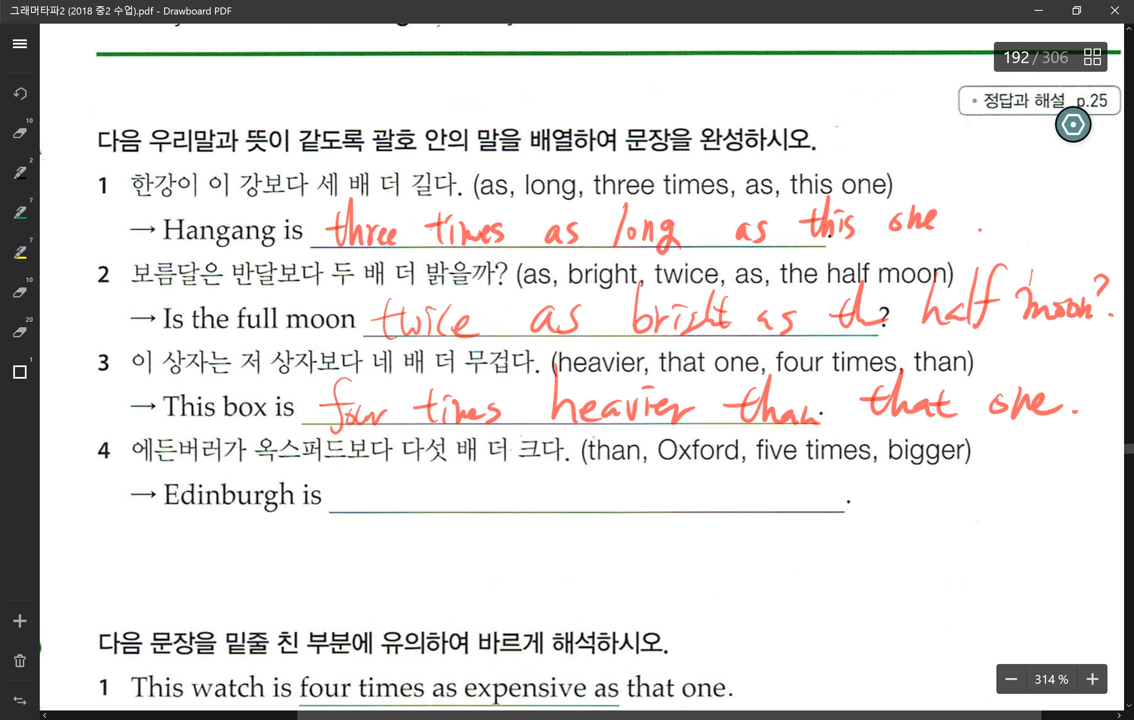 그래머타파2 (2018 중2 수업).pdf - Drawboard PDF
192 / 306
• 정답과 해설 p.25
다음 우리말과 뜻이 같도록 괄호 안의 말을 배열하여 문장을 완성하시오.
1 한강이 이 강보다 세 배 더 길다. (as, long, three times, as, this one)
→ Hangang is three times as long as this one .
2 보름달은 반달보다 두 배 더 밝을까? (as, bright, twice, as, the half moon)
→ Is the full moon twice as bright as th ? half moon?
3 이 상자는 저 상자보다 네 배 더 무겁다. (heavier, that one, four times, than)
→ This box is four times heavier than . that one.
4 에든버러가 옥스퍼드보다 다섯 배 더 크다. (than, Oxford, five times, bigger)
→ Edinburgh is .
다음 문장을 밑줄 친 부분에 유의하여 바르게 해석하시오.
1 This watch is four times as expensive as that one.
314 %
10
2
7
7
10
20
1